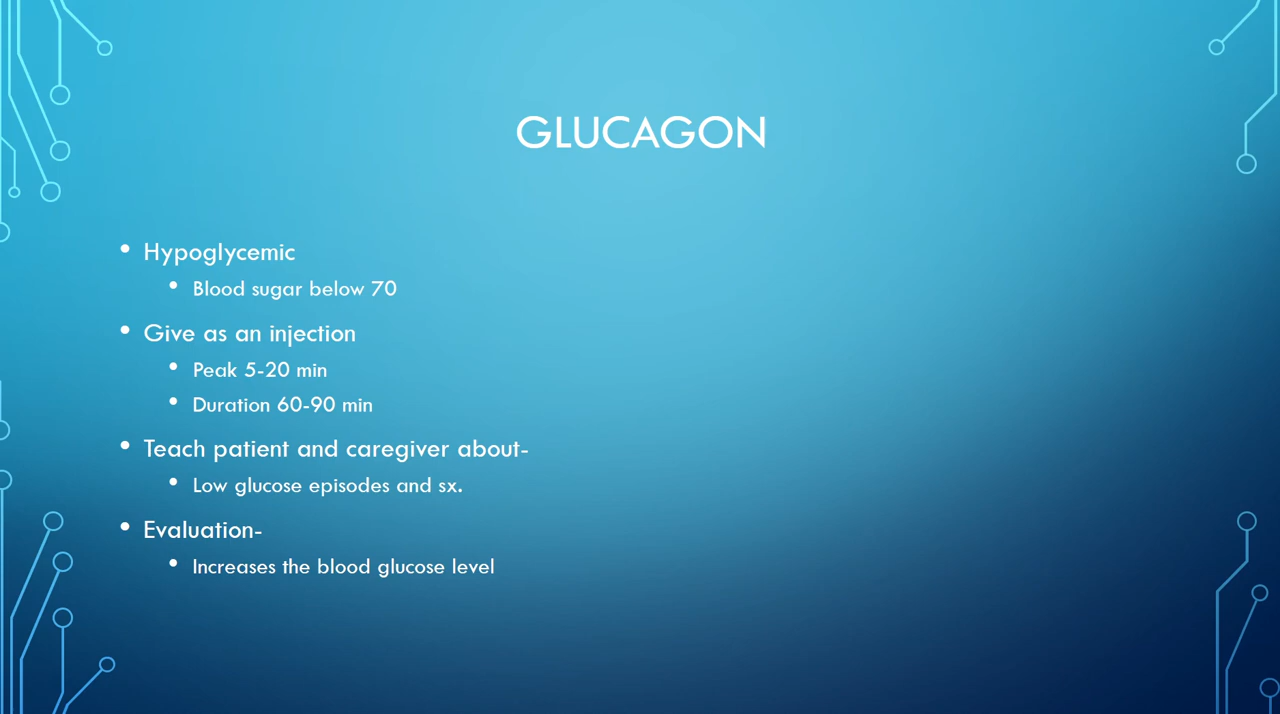 GLUCAGON
• Hypoglycemic
• Blood sugar below 70
• Give as an injection
• Peak 5-20 min
• Duration 60-90 min
• Teach patient and caregiver about-
• Low glucose episodes and sx.
• Evaluation-
• Increases the blood glucose level